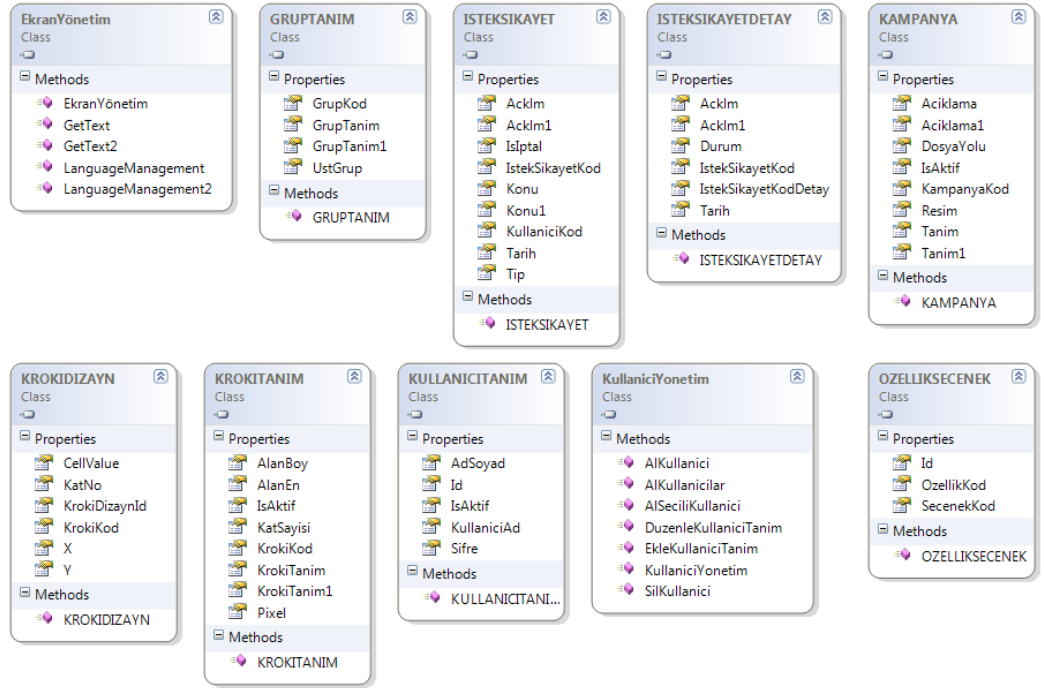 EkranYönetim
Class
Methods
EkranYönetim
GetText
GetText2
LanguageManagement
LanguageManagement2
GRUPTANIM
Class
Properties
GrupKod
GrupTanim
GrupTanim1
UstGrup
Methods
GRUPTANIM
ISTEKSIKAYET
Class
Properties
Acklm
Acklm1
IsIptal
IstekSikayetKod
Konu
Konu1
KullaniciKod
Tarih
Tip
Methods
ISTEKSIKAYET
ISTEKSIKAYETDETAY
Class
Properties
Acklm
Acklm1
Durum
IstekSikayetKod
IstekSikayetKodDetay
Tarih
Methods
ISTEKSIKAYETDETAY
KAMPANYA
Class
Properties
Aciklama
Aciklama1
DosyaYolu
IsAktif
KampanyaKod
Resim
Tanim
Tanim1
Methods
KAMPANYA
KROKIDIZAYN
Class
Properties
CellValue
KatNo
KrokiDizaynId
KrokiKod
X
Y
Methods
KROKIDIZAYN
KROKITANIM
Class
Properties
AlanBoy
AlanEn
IsAktif
KatSayisi
KrokiKod
KrokiTanim
KrokiTanim1
Pixel
Methods
KROKITANIM
KULLANICITANIM
Class
Properties
AdSoyad
Id
IsAktif
KullaniciAd
Sifre
Methods
KULLANICITANI...
KullaniciYonetim
Class
Methods
AlKullanici
AlKullanicilar
AlSeciliKullanici
DuzenleKullaniciTanim
EkleKullaniciTanim
KullaniciYonetim
SilKullanici
OZELLIKSECENEK
Class
Properties
Id
OzellikKod
SecenekKod
Methods
OZELLIKSECENEK